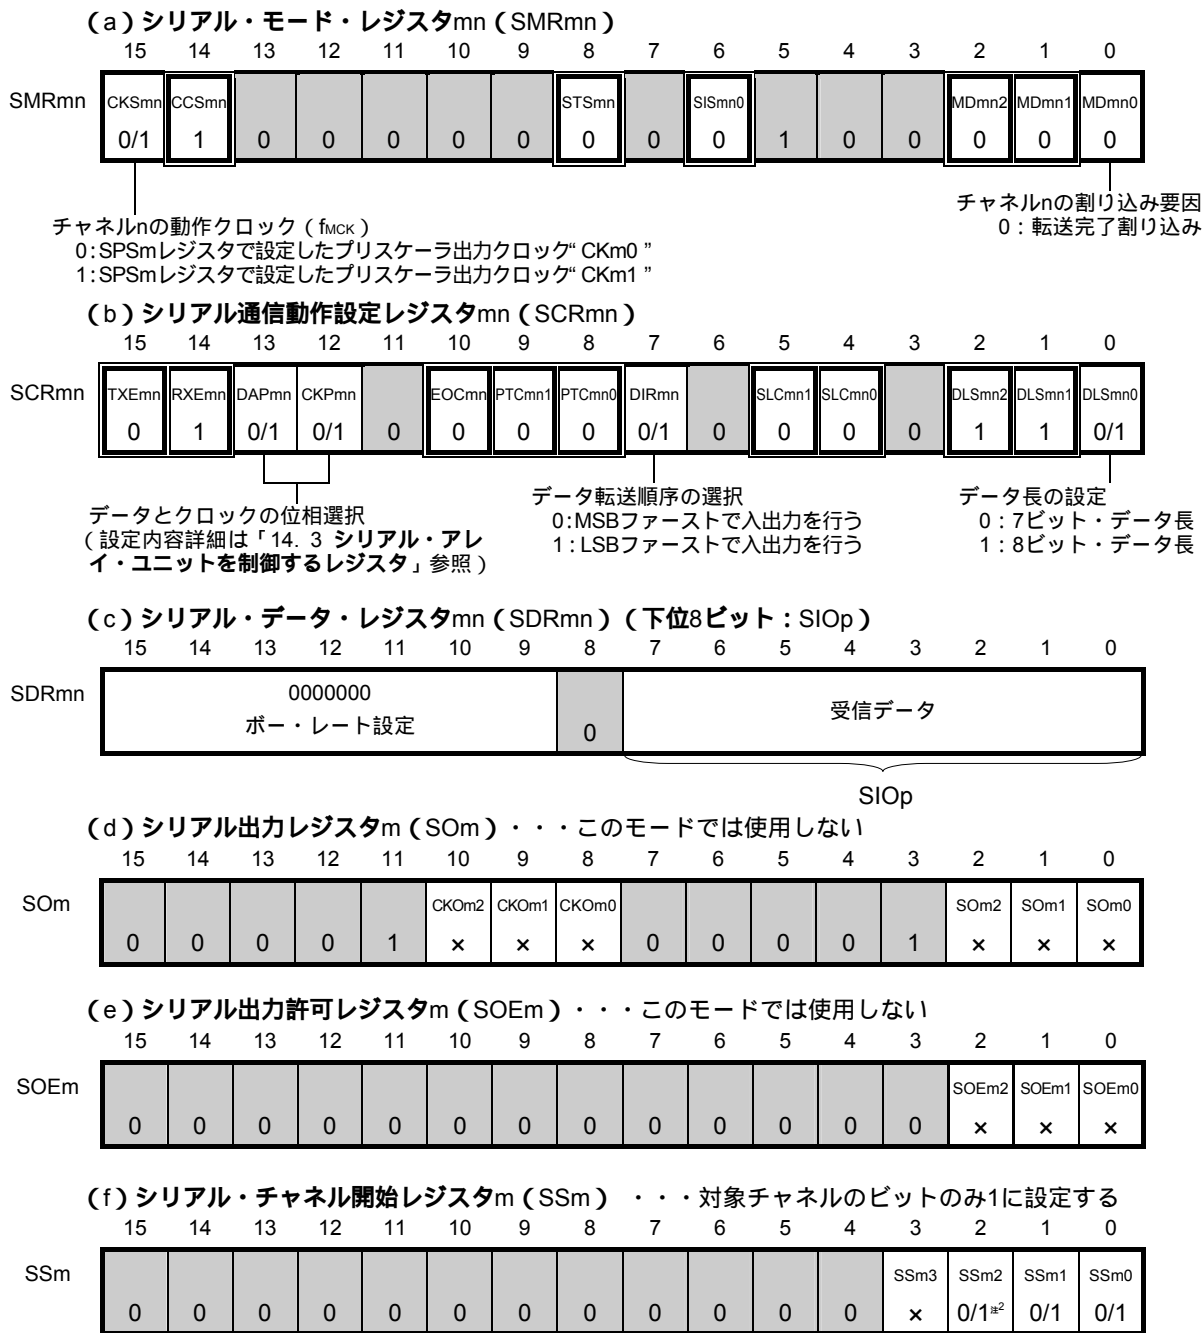 （a）シリアル・モード・レジスタmn（SMRmn）
15 14 13 12 11 10 9 8 7 6 5 4 3 2 1 0
SMRmn CKSmn CCSmn STSmn SISmn0 MDmn2 MDmn1 MDmn0
0/1 1 0 0 0 0 0 0 0 0 1 0 0 0 0 0
チャネルnの動作クロック（fMCK）
0：SPSmレジスタで設定したプリスケーラ出力クロック“CKm0”
1：SPSmレジスタで設定したプリスケーラ出力クロック“CKm1”
チャネルnの割り込み要因
0：転送完了割り込み
（b）シリアル通信動作設定レジスタmn（SCRmn）
15 14 13 12 11 10 9 8 7 6 5 4 3 2 1 0
SCRmn TXEmn RXEmn DAPmn CKPmn EOCmn PTCmn1 PTCmn0 DIRmn SLCmn1 SLCmn0 DLSmn2 DLSmn1 DLSmn0
0 1 0/1 0/1 0 0 0 0 0/1 0 0 0 0 1 1 0/1
データとクロックの位相選択
（設定内容詳細は「14. 3 シリアル・アレ
イ・ユニットを制御するレジスタ」参照）
データ転送順序の選択
0：MSBファーストで入出力を行う
1：LSBファーストで入出力を行う
データ長の設定
0：7ビット・データ長
1：8ビット・データ長
（c）シリアル・データ・レジスタmn（SDRmn）（下位8ビット：SIOp）
15 14 13 12 11 10 9 8 7 6 5 4 3 2 1 0
SDRmn
0000000
ボー・レート設定
0
受信データ
SIOp
（d）シリアル出力レジスタm（SOm）・・・このモードでは使用しない
15 14 13 12 11 10 9 8 7 6 5 4 3 2 1 0
SOm CKOm2 CKOm1 CKOm0 SOm2 SOm1 SOm0
0 0 0 0 1 × × × 0 0 0 0 1 × × ×
（e）シリアル出力許可レジスタm（SOEm）・・・このモードでは使用しない
15 14 13 12 11 10 9 8 7 6 5 4 3 2 1 0
SOEm SOEm2 SOEm1 SOEm0
0 0 0 0 0 0 0 0 0 0 0 0 0 × × ×
（f）シリアル・チャネル開始レジスタm（SSm）・・・対象チャネルのビットのみ1に設定する
15 14 13 12 11 10 9 8 7 6 5 4 3 2 1 0
SSm SSm3 SSm2 SSm1 SSm0
0 0 0 0 0 0 0 0 0 0 0 0 × 0/1注2 0/1 0/1